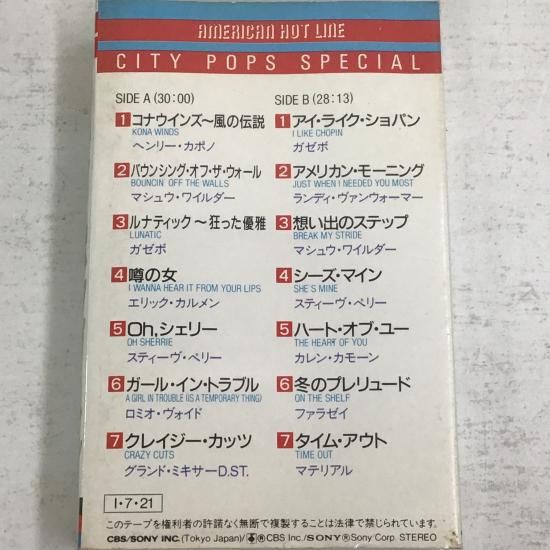 AMERICAN HOT LINE
CITY POPS SPECIAL
SIDE A (30:00)
1 コナウインズ〜風の伝説
KONA WINDS
ヘンリー・カポノ
2 バウンシング・オフ・ザ・ウォール
BOUNCIN' OFF THE WALLS
マシュウ・ワイルダー
3 ルナティック〜狂った優雅
LUNATIC
ガゼボ
4 噂の女
I WANNA HEAR IT FROM YOUR LIPS
エリック・カルメン
5 Oh, シェリー
OH SHERRIE
スティーヴ・ペリー
6 ガール・イン・トラブル
A GIRL IN TROUBLE (IS A TEMPORARY THING)
ロミオ・ヴォイド
7 クレイジー・カッツ
CRAZY CUTS
グランド・ミキサーD.ST.
SIDE B (28:13)
1 アイ・ライク・ショパン
I LIKE CHOPIN
ガゼボ
2 アメリカン・モーニング
JUST WHEN I NEEDED YOU MOST
ランディ・ヴァンウォーマー
3 想い出のステップ
BREAK MY STRIDE
マシュウ・ワイルダー
4 シーズ・マイン
SHE'S MINE
スティーヴ・ペリー
5 ハート・オブ・ユー
THE HEART OF YOU
カレン・カモーン
6 冬のプレリュード
ON THE SHELF
ファラゼイ
7 タイム・アウト
TIME OUT
マテリアル
I・7・21
このテープを権利者の許諾なく無断で複製することは法律で禁じられています。
CBS/SONY INC. (Tokyo Japan)/ ® CBS Inc./SONY ® Sony Corp. STEREO